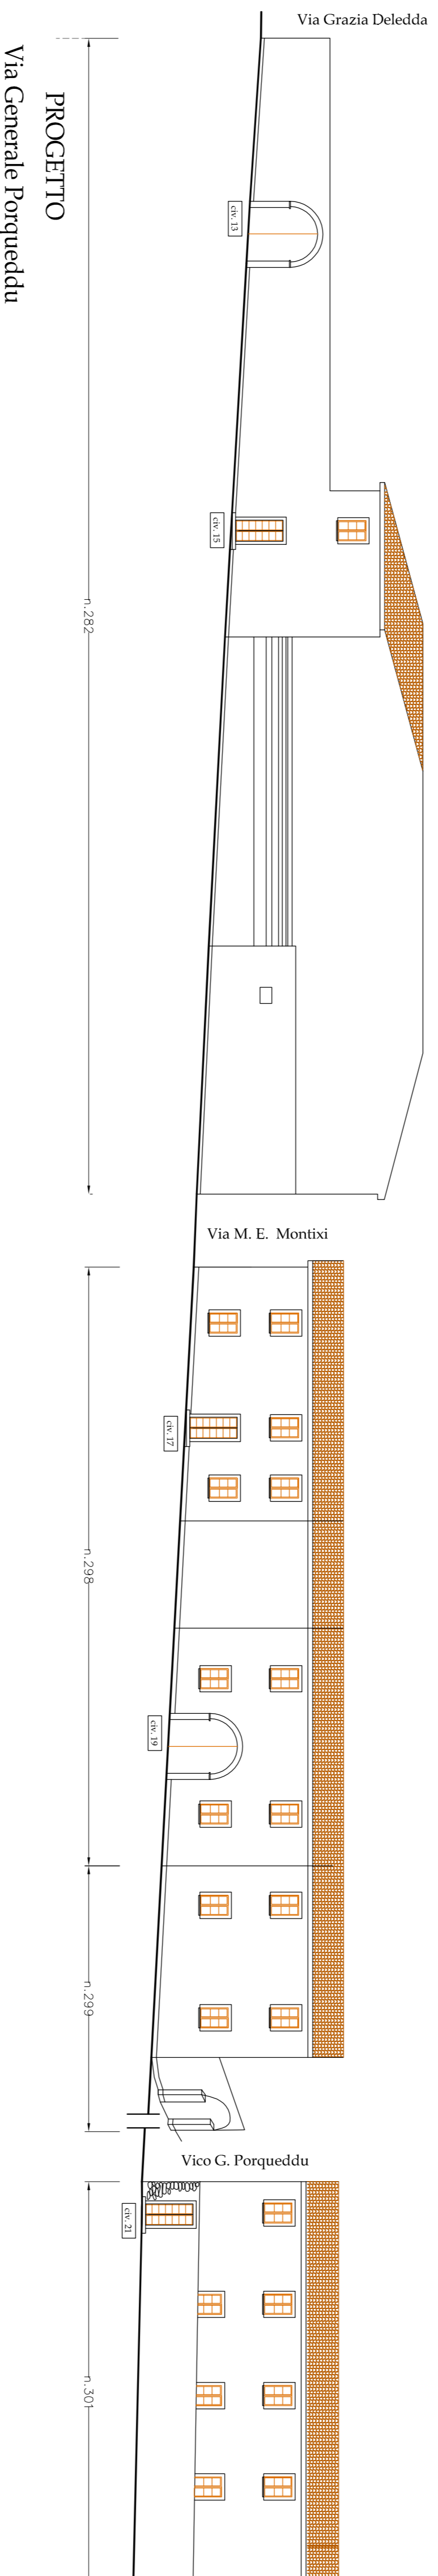 Via Grazia Deledda
PROGETTO
Via Generale Porqueddu
civ. 13
civ. 15
n.282
Via M. E. Montixi
civ. 17
n.298
civ. 19
n.299
Vico G. Porqueddu
civ. 21
n.301